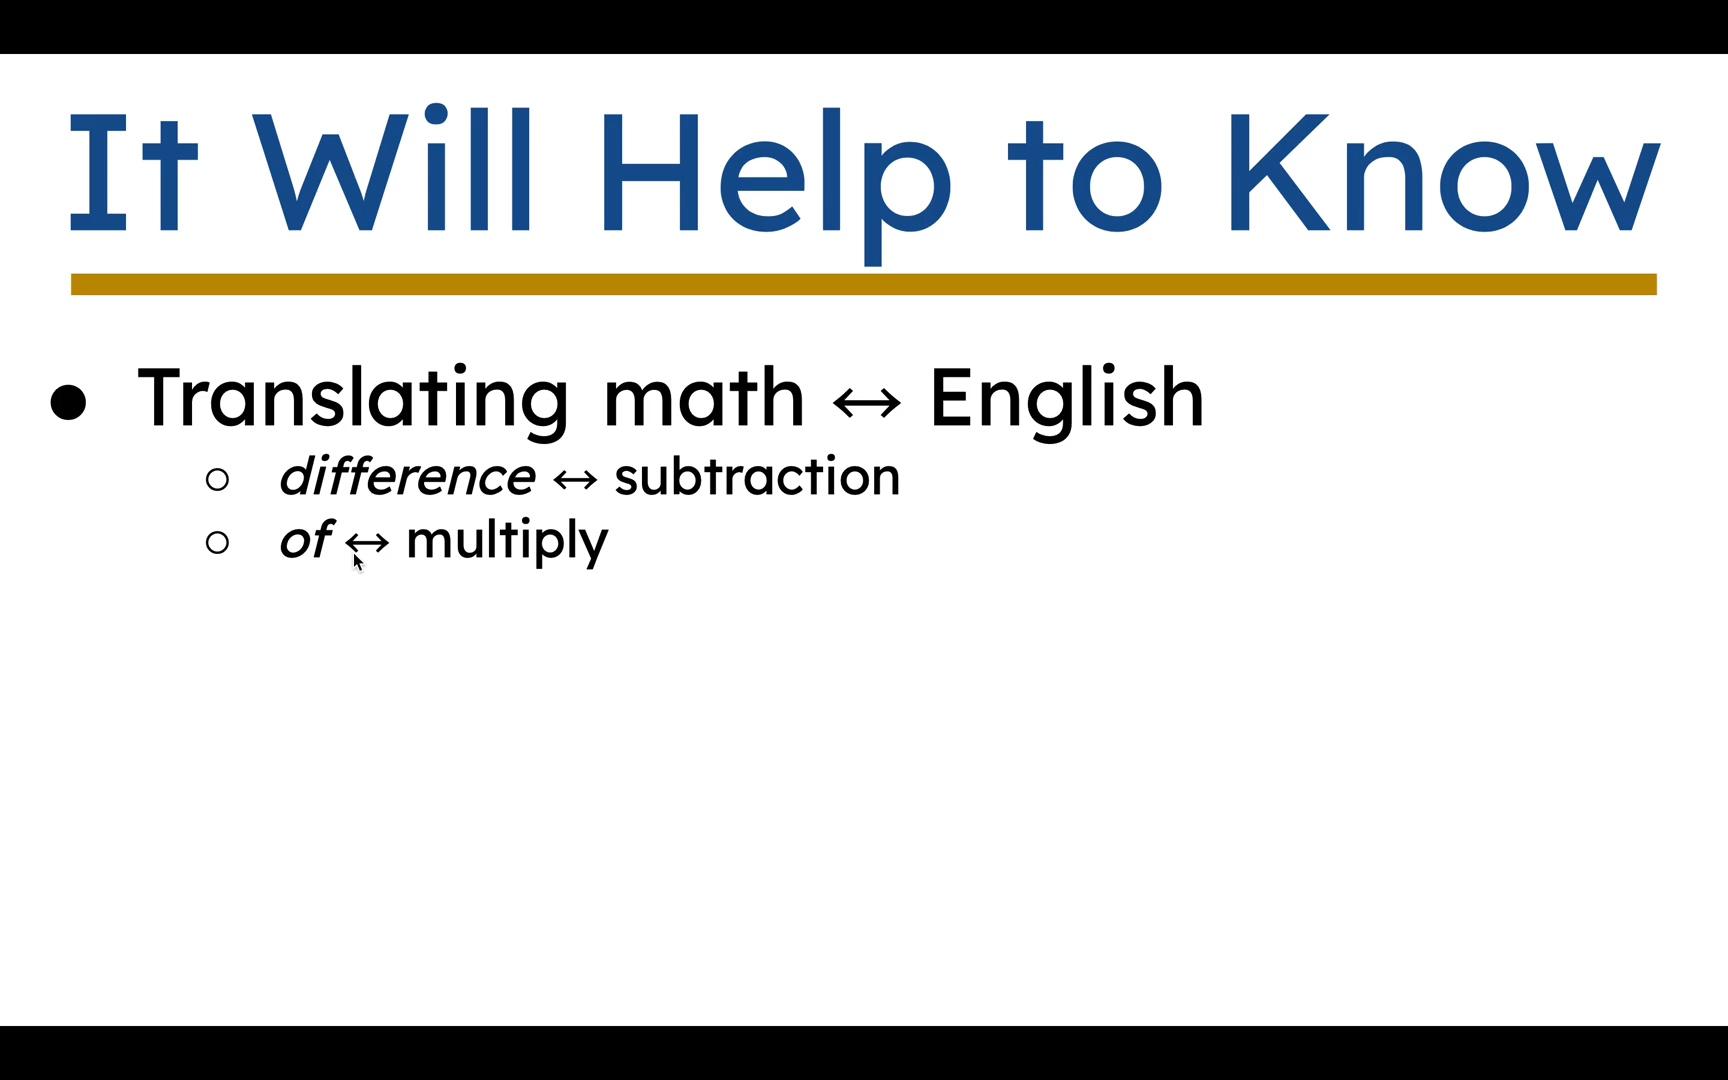 It Will Help to Know
● Translating math ↔ English
○ difference ↔ subtraction
○ of ↔ multiply